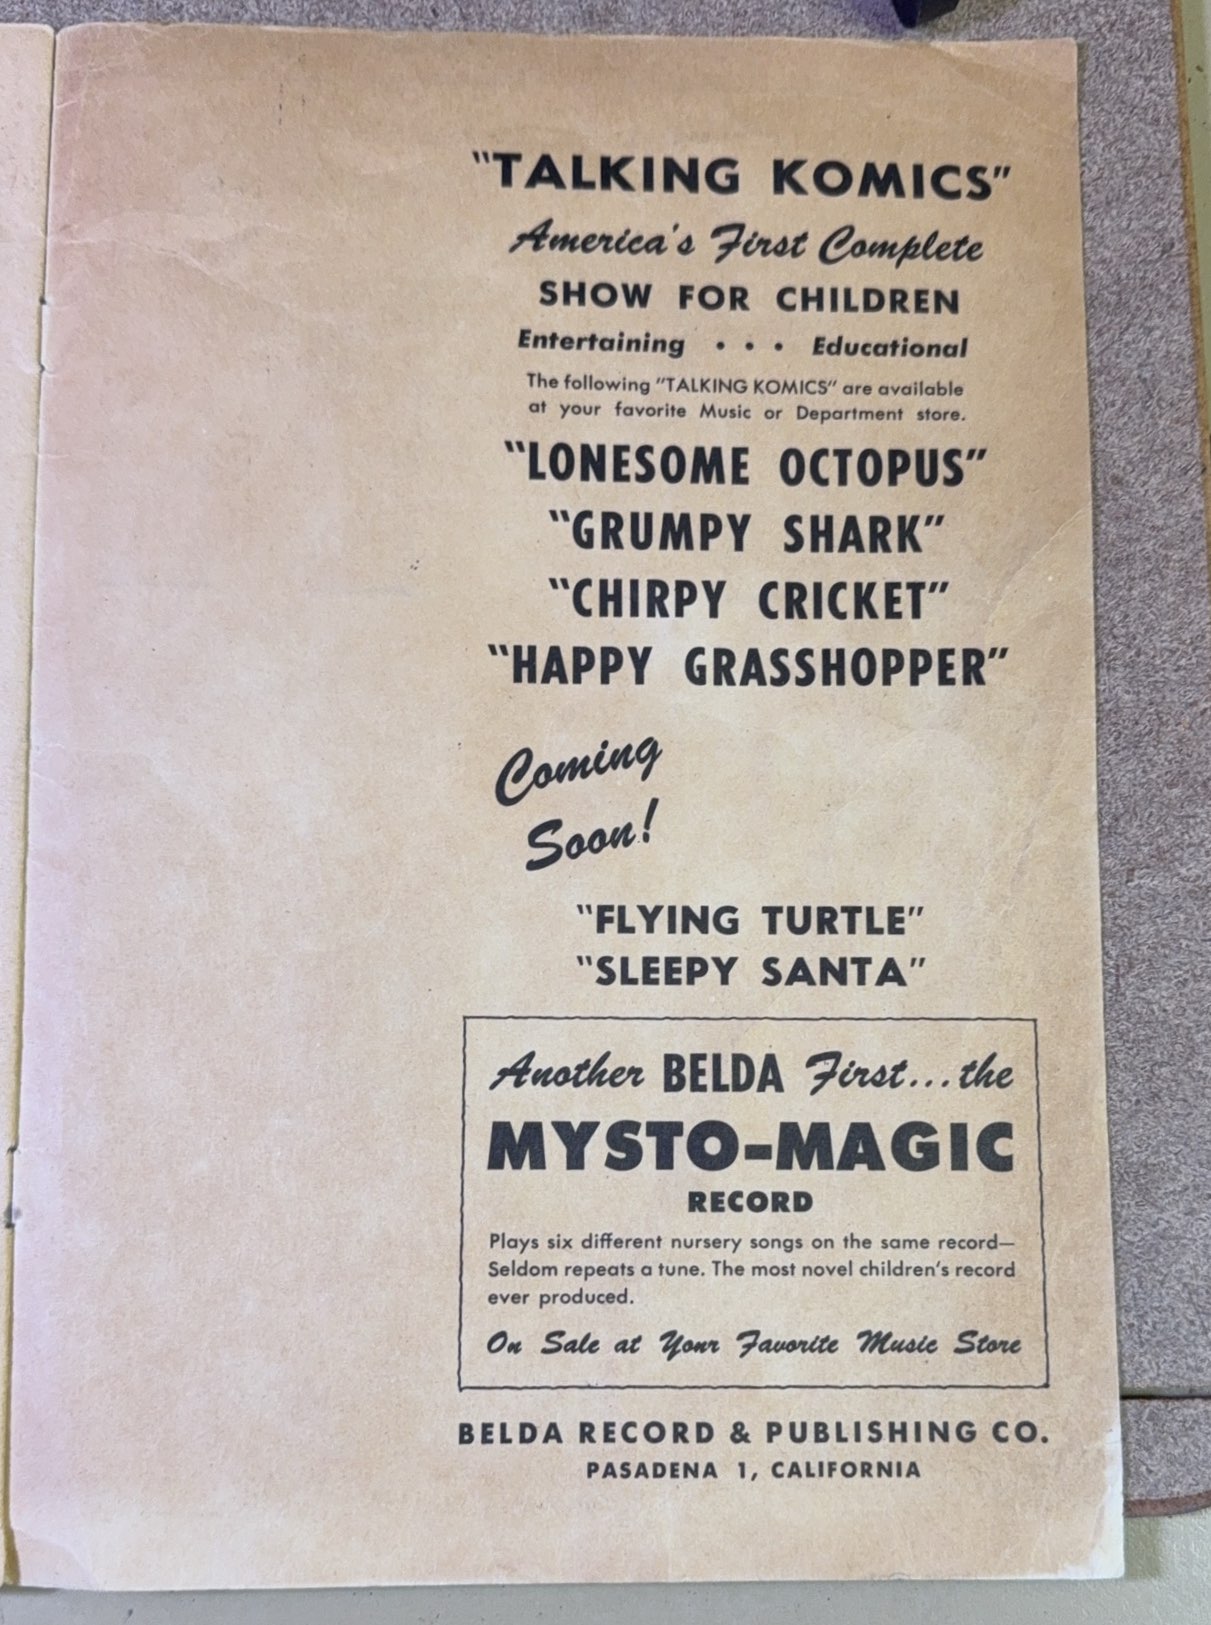 "TALKING KOMICS"
America's First Complete
SHOW FOR CHILDREN
Entertaining • • • Educational
The following "TALKING KOMICS" are available
at your favorite Music or Department store.
"LONESOME OCTOPUS"
"GRUMPY SHARK"
"CHIRPY CRICKET"
"HAPPY GRASSHOPPER"
Coming
Soon!
"FLYING TURTLE"
"SLEEPY SANTA"
Another BELDA First...the
MYSTO-MAGIC
RECORD
Plays six different nursery songs on the same record—
Seldom repeats a tune. The most novel children's record
ever produced.
On Sale at Your Favorite Music Store
BELDA RECORD & PUBLISHING CO.
PASADENA 1, CALIFORNIA